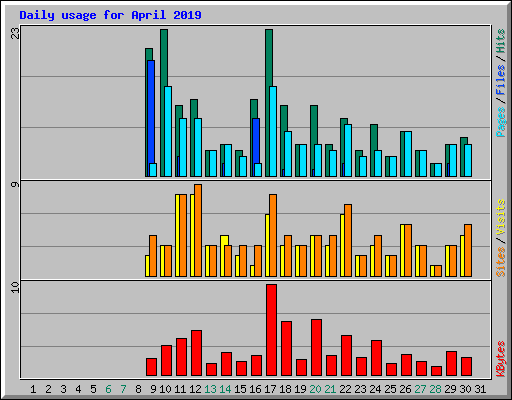 Daily usage for April 2019
23
Pages / Files / Hits
9
Sites / Visits
10
KBytes
1 2 3 4 5 6 7 8 9 10 11 12 13 14 15 16 17 18 19 20 21 22 23 24 25 26 27 28 29 30 31